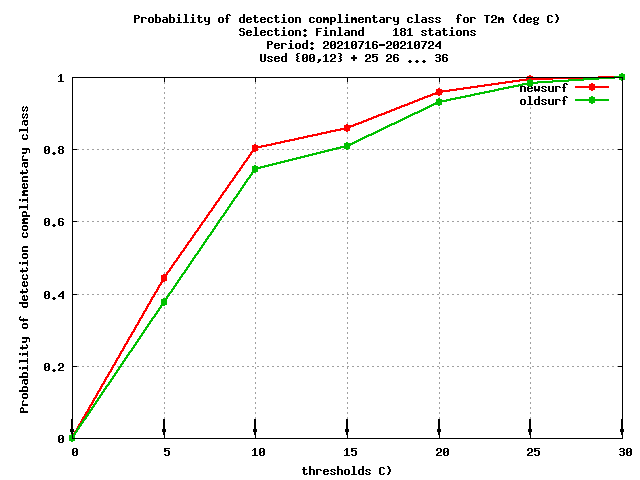 Probability of detection complimentary class  for T2m (deg C)
Selection: Finland    181 stations
Period: 20210716-20210724
Used {00,12} + 25 26 ... 36
Probability of detection complimentary class
1
0.8
0.6
0.4
0.2
0
newsurf
oldsurf
0 5 10 15 20 25 30
thresholds C)